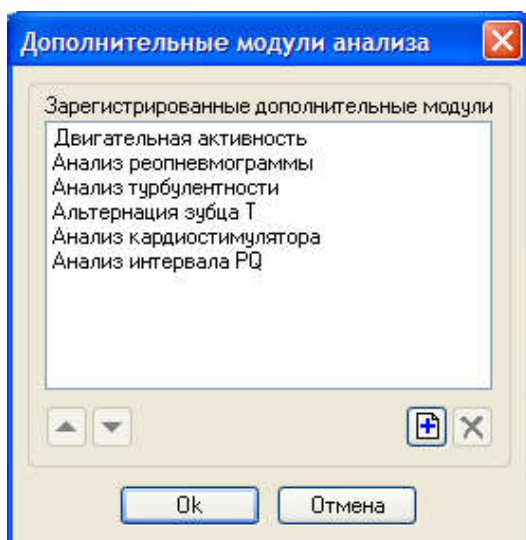 Дополнительные модули анализа
Зарегистрированные дополнительные модули
Двигательная активность
Анализ реопневмограммы
Анализ турбулентности
Альтернация зубца Т
Анализ кардиостимулятора
Анализ интервала PQ
Ok
Отмена